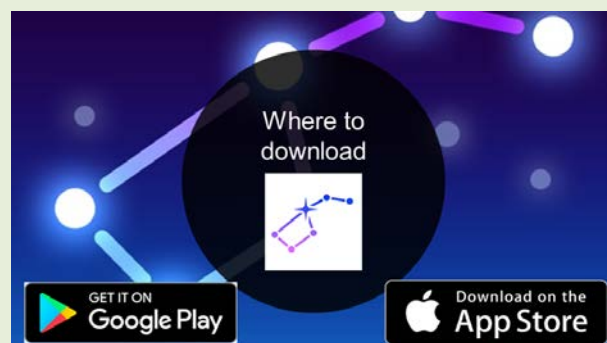 Where to
download
GET IT ON
Google Play
Download on the
App Store